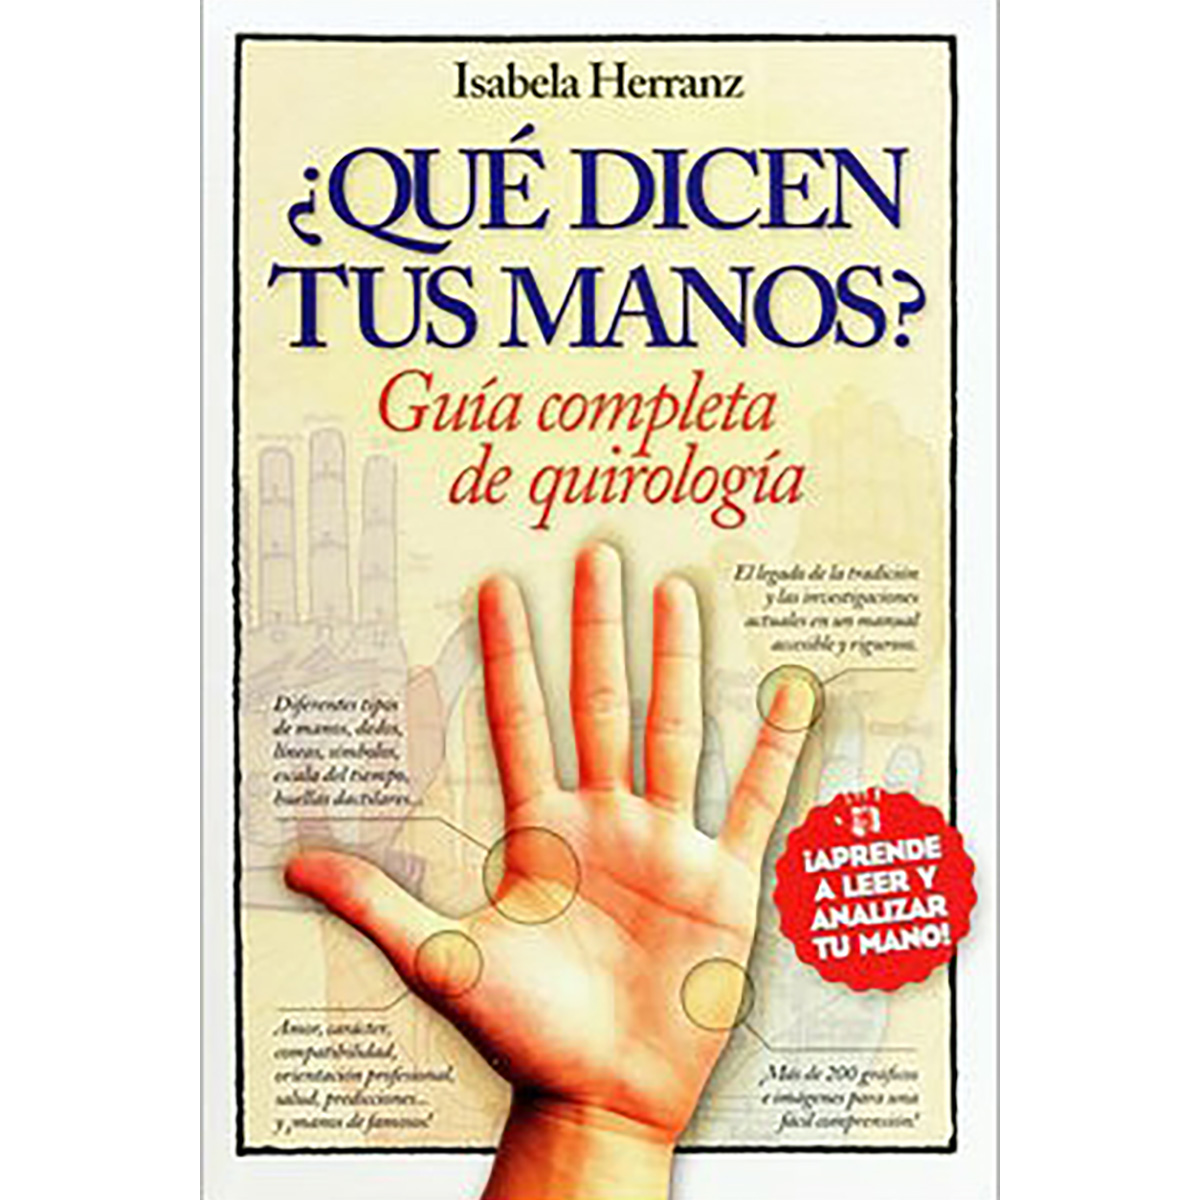 Isabela Herranz
¿QUÉ DICEN
TUS MANOS?
Guía completa
de quirología
El legado de la tradición
y las investigaciones
actuales en un manual
accesible y riguroso.
Diferentes tipos
de manos, dedos,
líneas, símbolos,
escala del tiempo,
huellas dactilares...
¡APRENDE
A LEER Y
ANALIZAR
TU MANO!
Amor, carácter,
compatibilidad,
orientación profesional,
salud, predicciones...
y ¡manos de famosos!
¡Más de 200 gráficos
e imágenes para una
fácil comprensión!